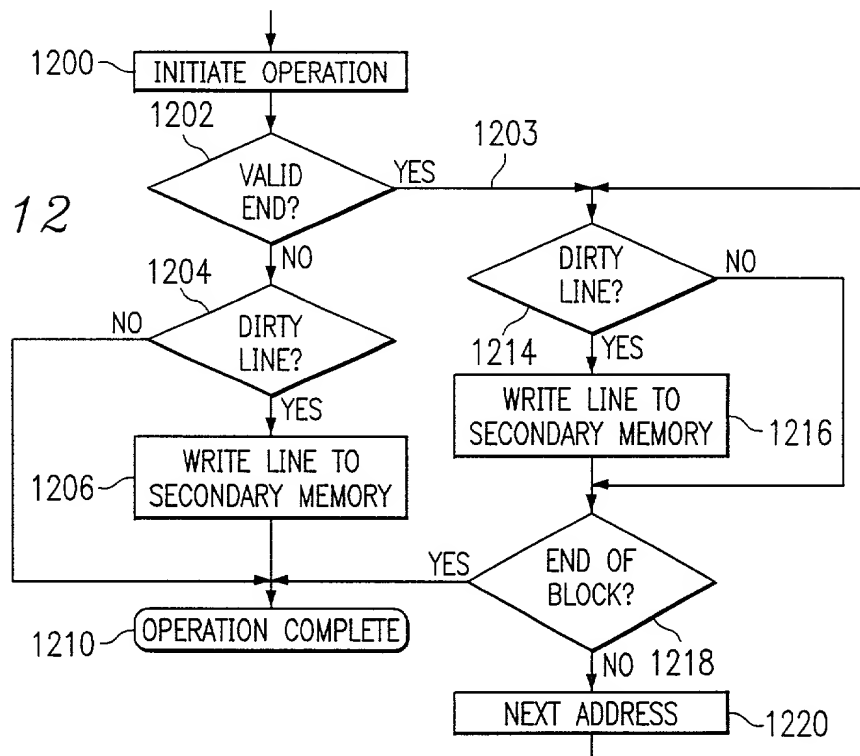 1200
INITIATE OPERATION
1202
1203
VALID
END?
YES
12
NO
1204
DIRTY
LINE?
NO
DIRTY
LINE?
NO
1214
YES
YES
WRITE LINE TO
SECONDARY MEMORY
1216
WRITE LINE TO
SECONDARY MEMORY
1206
YES
END OF
BLOCK?
OPERATION COMPLETE
1210
1218
NO
NEXT ADDRESS
1220